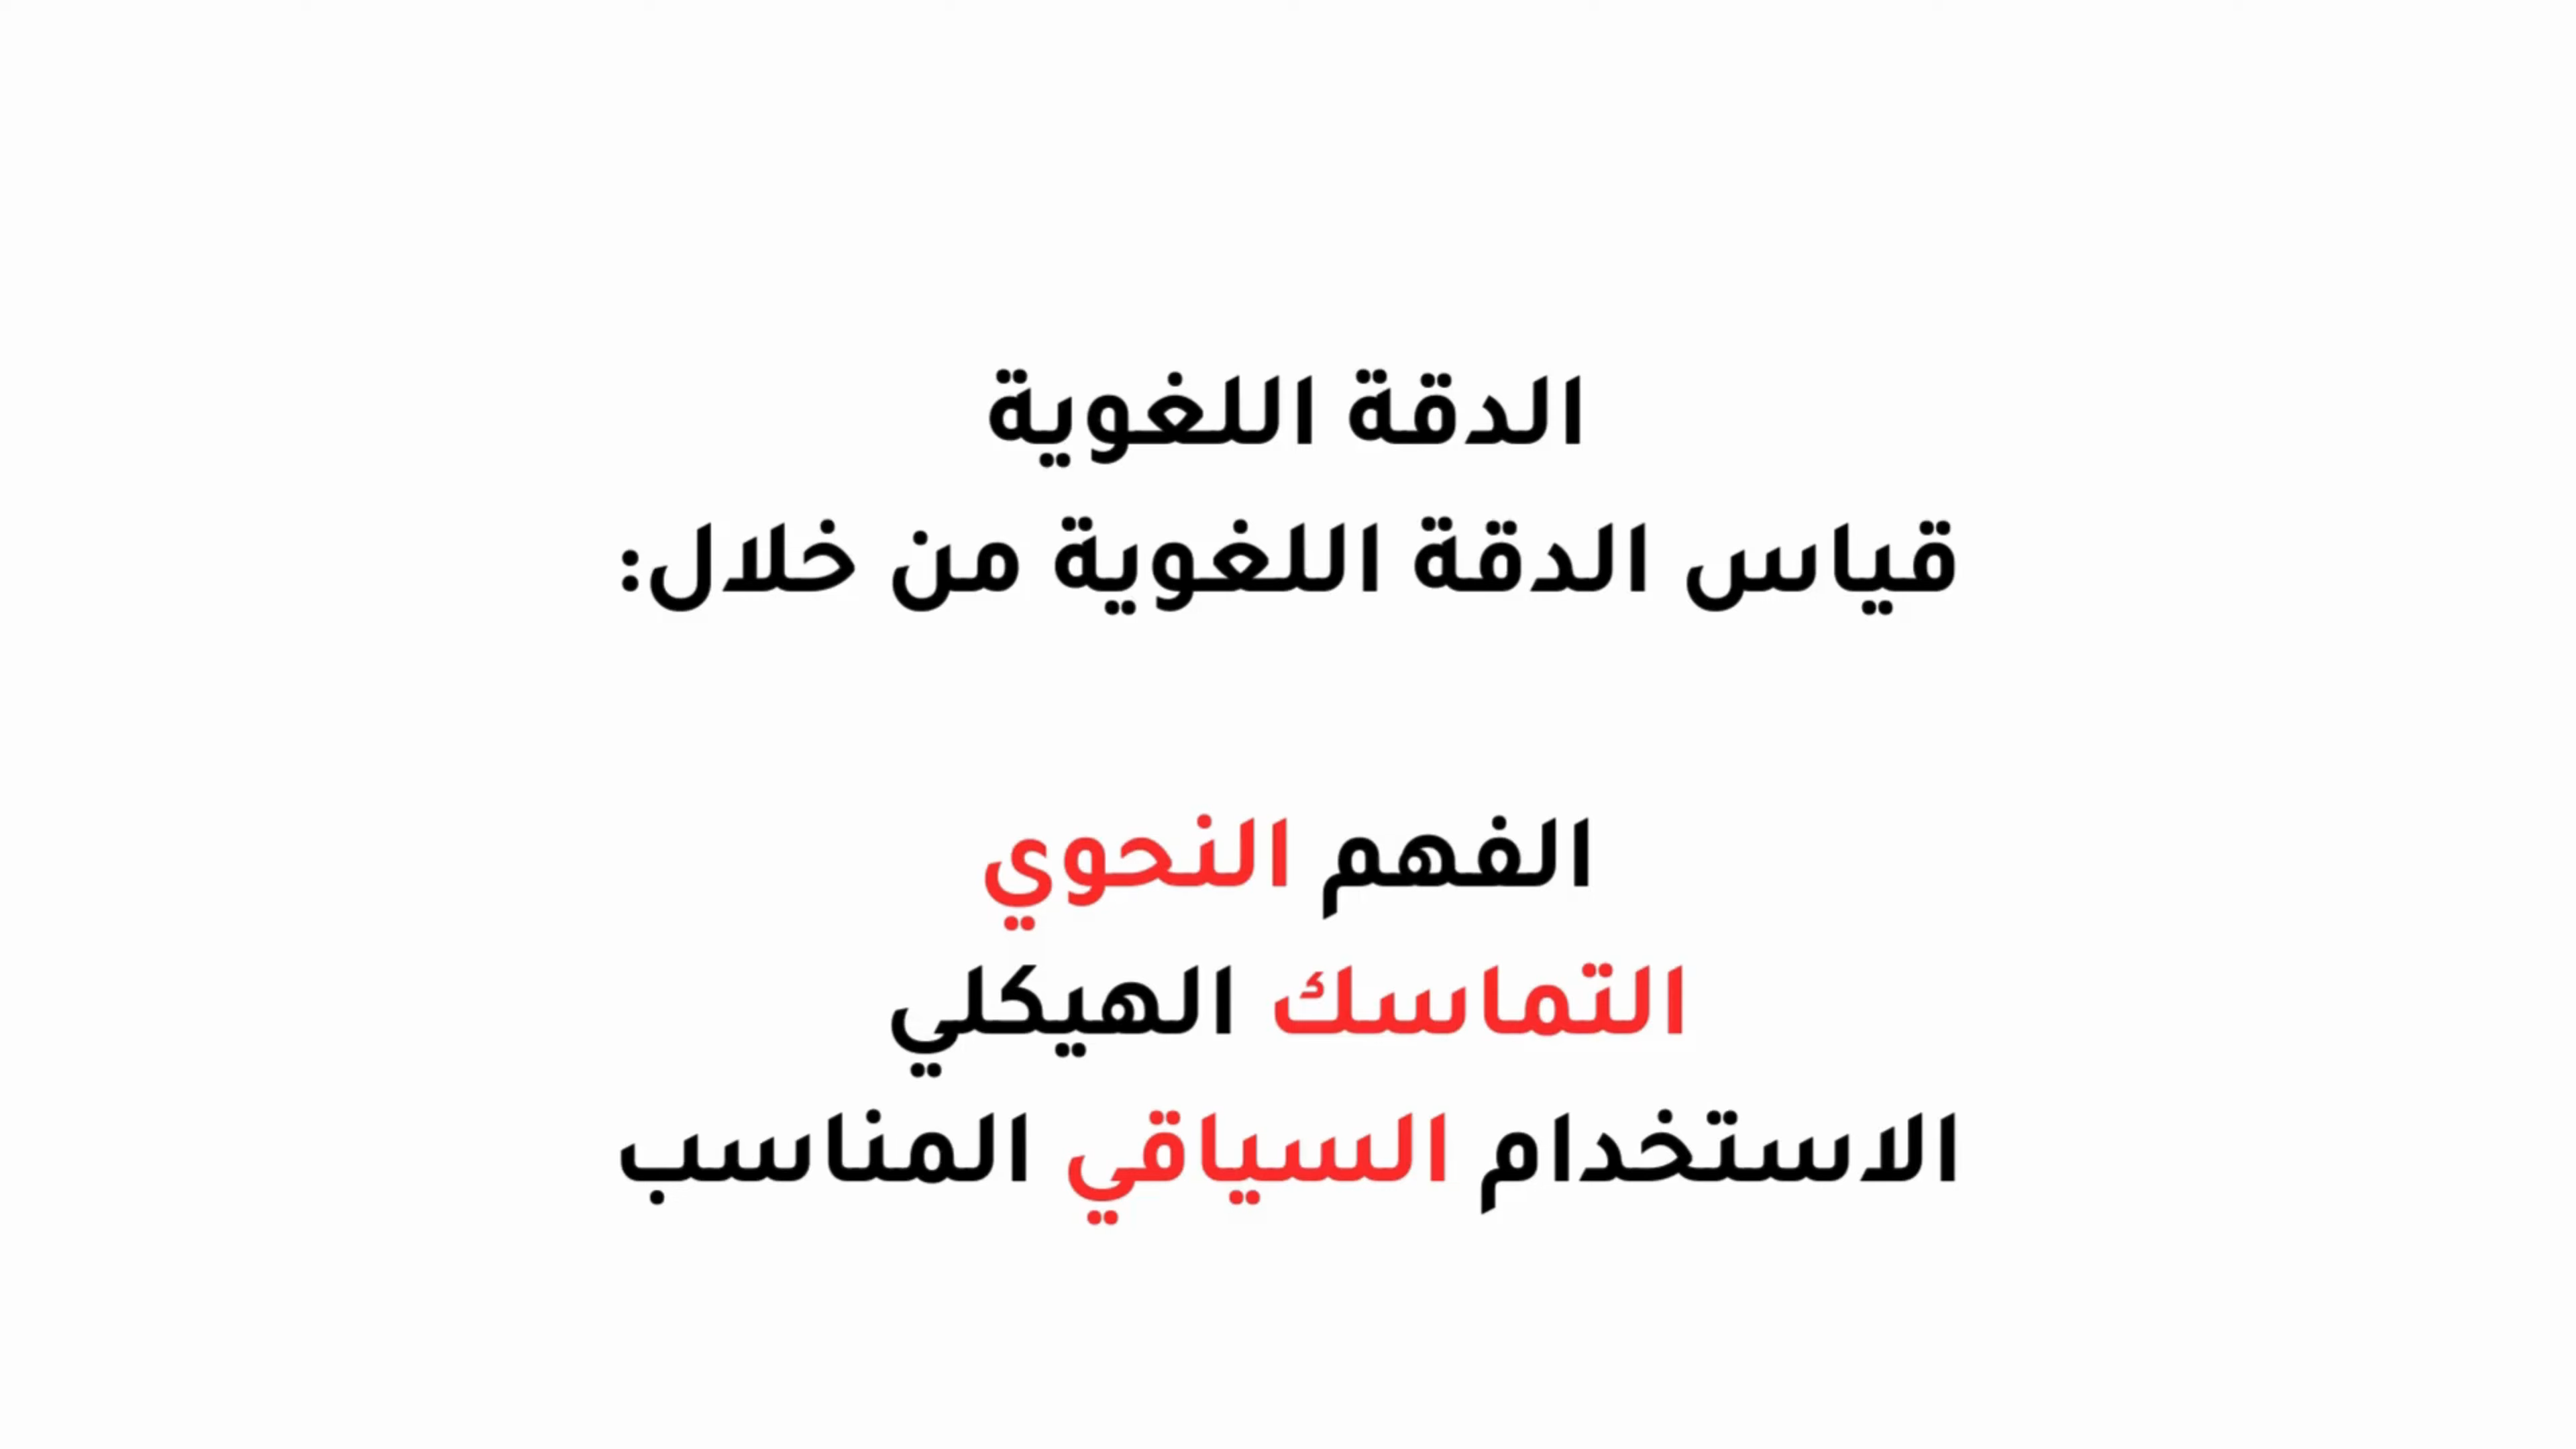 الدقة اللغوية
قياس الدقة اللغوية من خلال:
الفهم النحوي
التماسك الهيكلي
الاستخدام السياقي المناسب